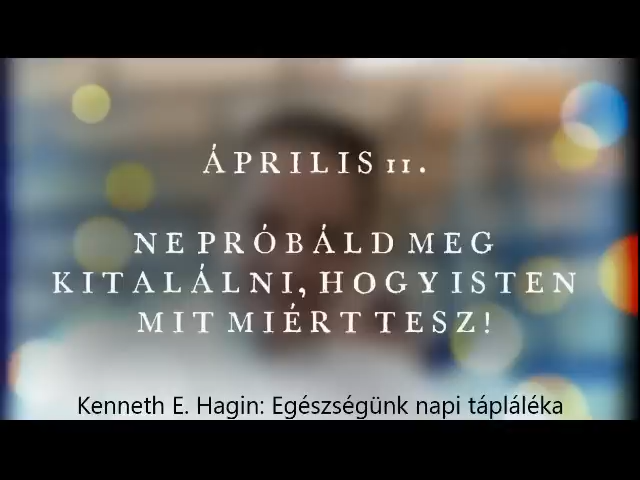 ÁPRILIS 11.
NE PRÓBÁLD MEG
KITALÁLNI, HOGY ISTEN
MIT MIÉRT TESZ!
Kenneth E. Hagin: Egészségünk napi tápláléka